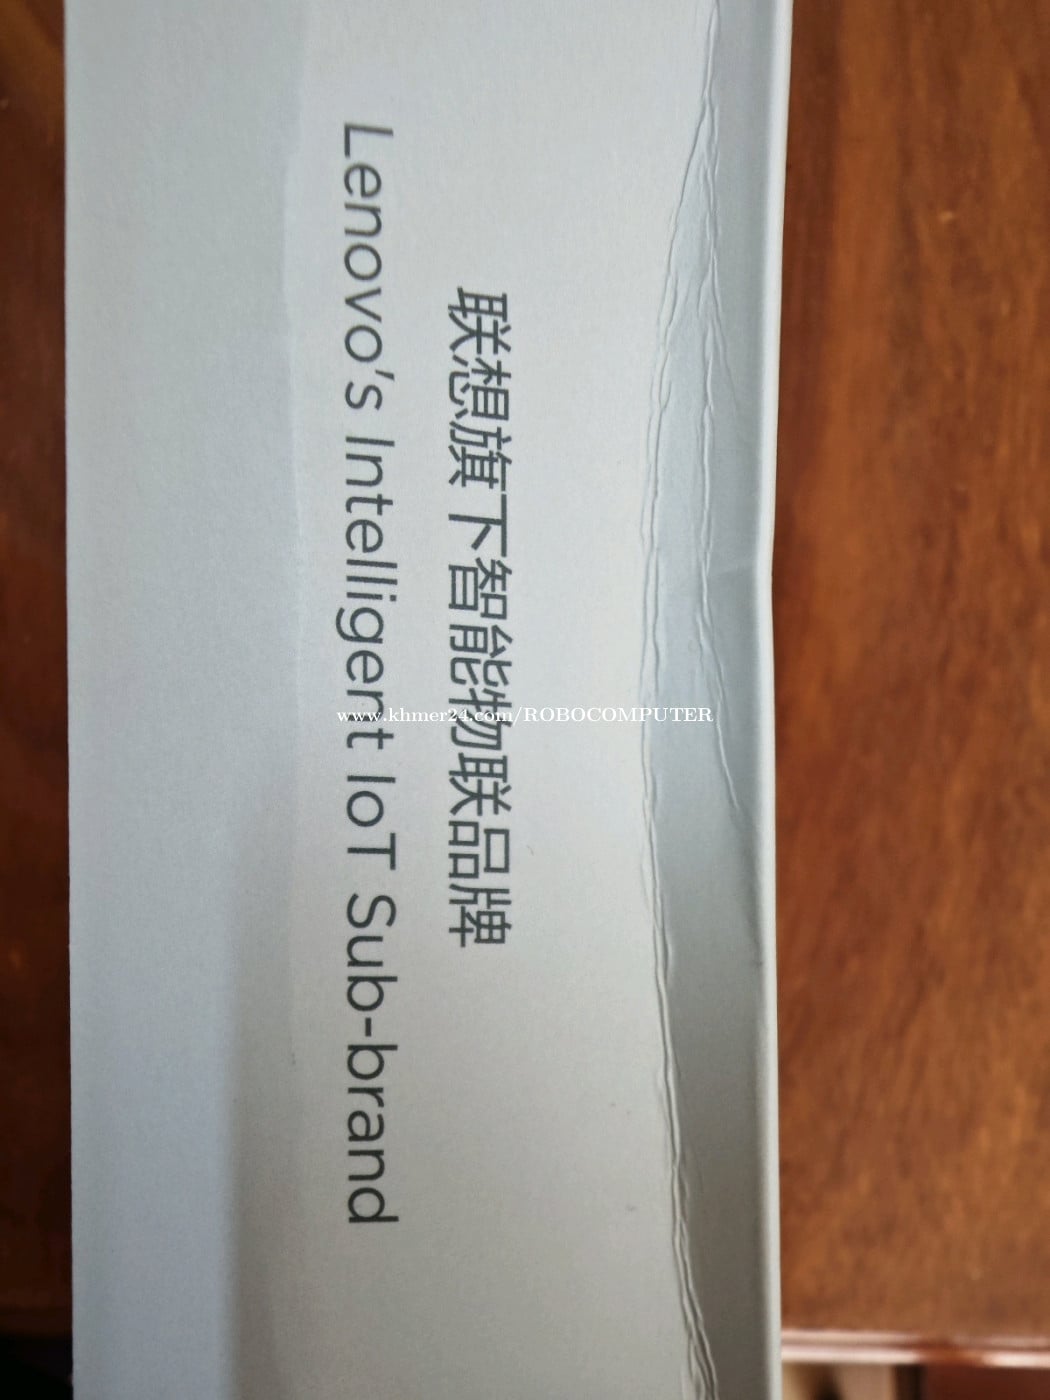 联想旗下智能物联品牌
Lenovo's Intelligent IoT Sub-brand
www.khmer24.com/ROBOCOMPUTER